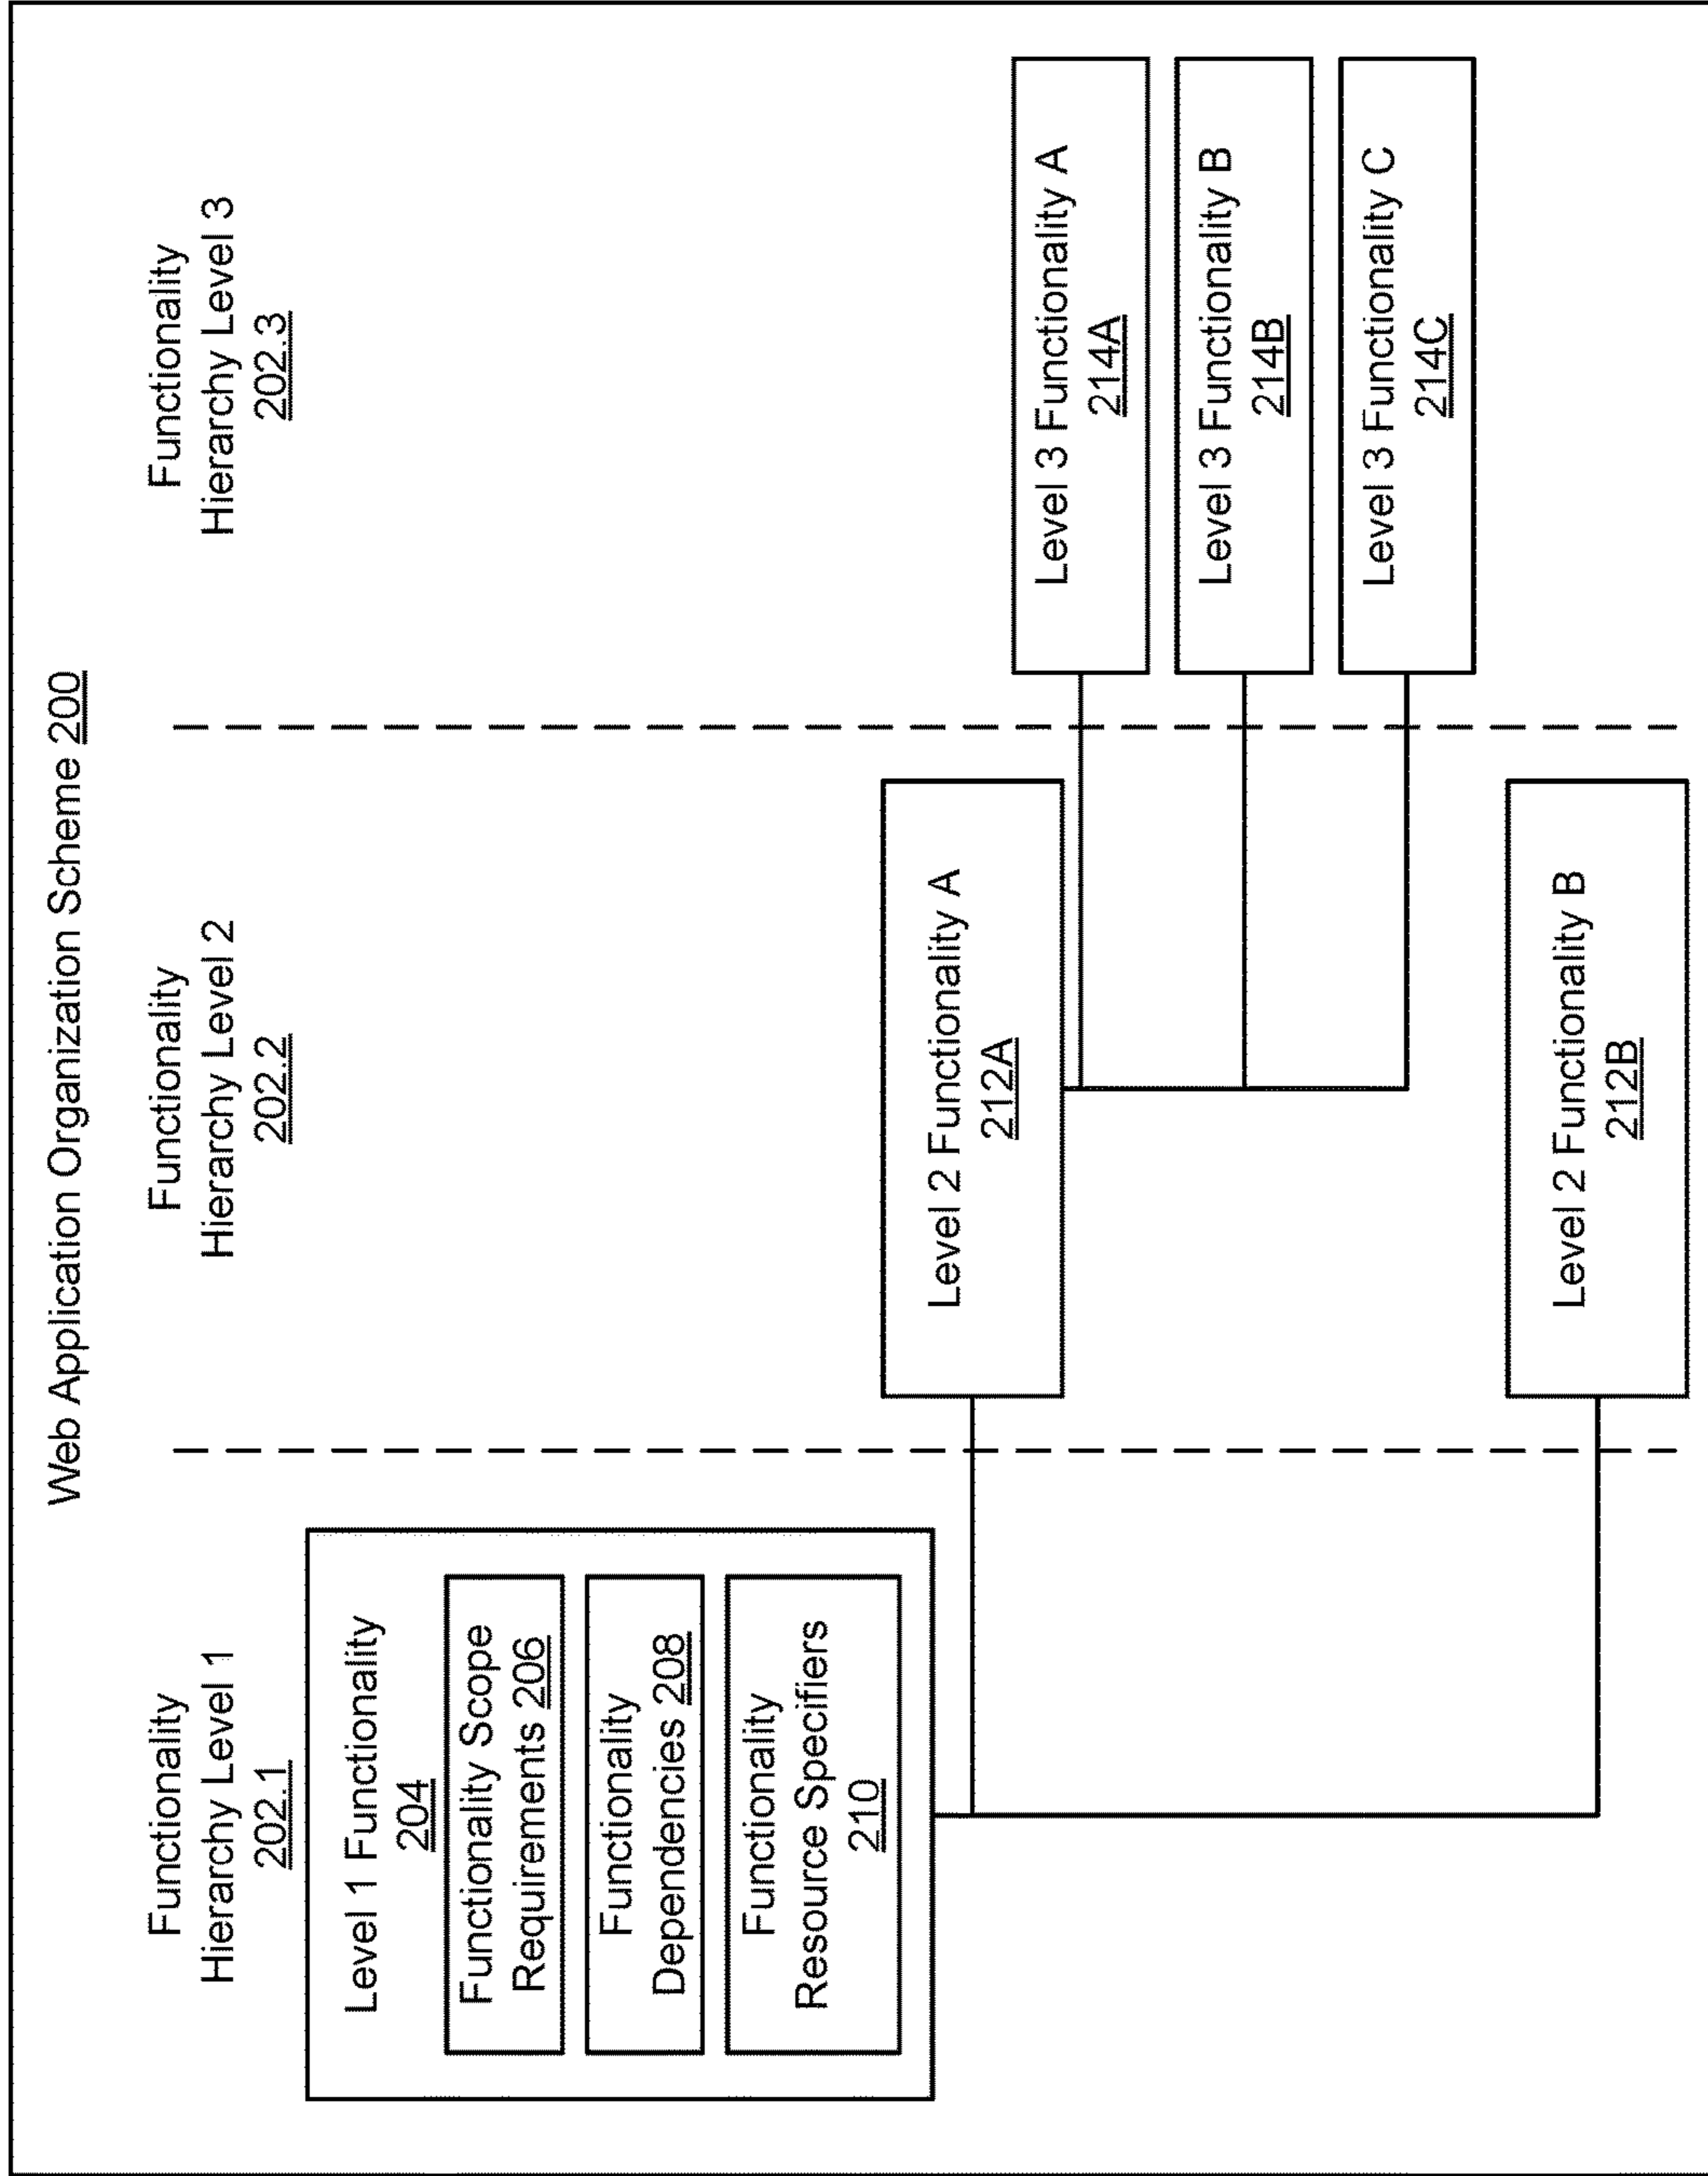 Web Application Organization Scheme 200
Functionality
Hierarchy Level 1
202.1
Functionality
Hierarchy Level 2
202.2
Functionality
Hierarchy Level 3
202.3
Level 1 Functionality
204
Functionality Scope
Requirements 206
Functionality
Dependencies 208
Functionality
Resource Specifiers
210
Level 2 Functionality A
212A
Level 3 Functionality A
214A
Level 3 Functionality B
214B
Level 3 Functionality C
214C
Level 2 Functionality B
212B